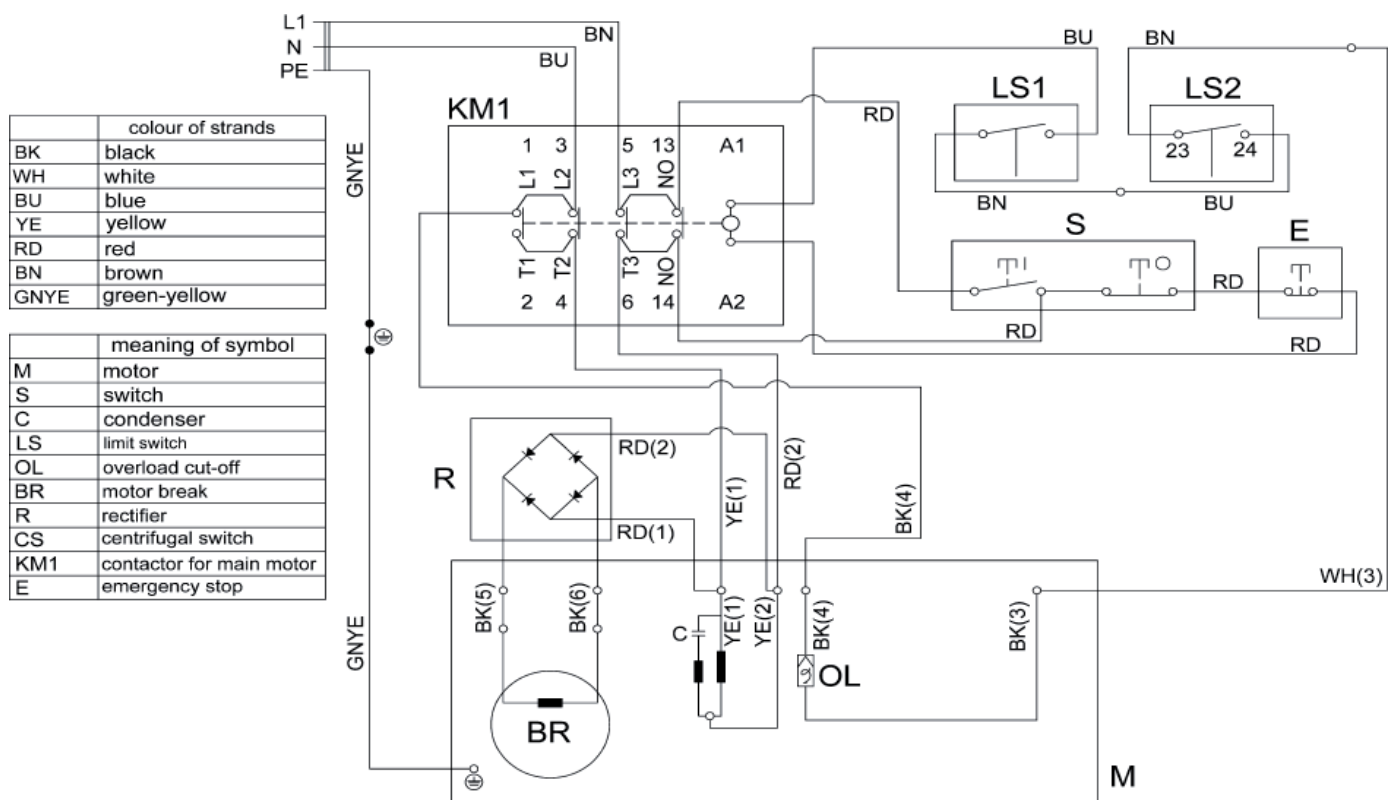 L1
N
PE
BN
BU
GNYE
GNYE
colour of strands
BK black
WH white
BU blue
YE yellow
RD red
BN brown
GNYE green-yellow
meaning of symbol
M motor
S switch
C condenser
LS limit switch
OL overload cut-off
BR motor break
R rectifier
CS centrifugal switch
KM1 contactor for main motor
E emergency stop
KM1
1 3 5 13 A1
L1 L2 L3 NO
T1 T2 T3 NO
2 4 6 14 A2
RD
BU
BN
LS1
LS2
23 24
BN
BU
S
E
I
O
RD
RD
RD
R
RD(2)
RD(1)
YE(1)
RD(2)
BK(4)
WH(3)
BK(5)
BK(6)
C
YE(1)
YE(2)
BK(4)
BK(3)
OL
BR
M